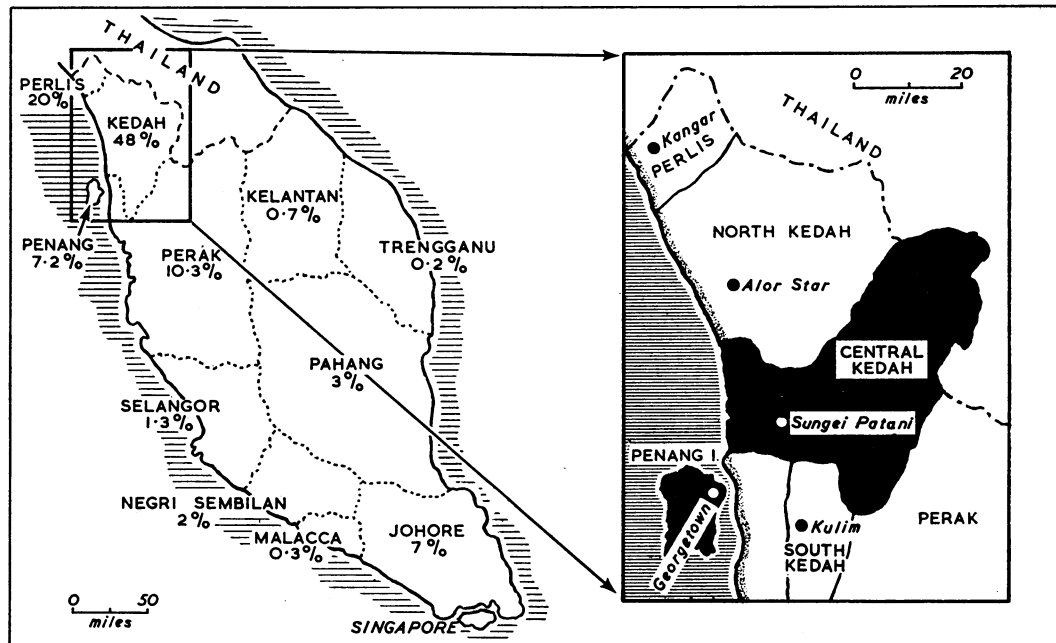 THAILAND
PERLIS
20%
KEDAH
48%
PENANG
7·2%
KELANTAN
0·7%
TRENGGANU
0·2%
PERAK
10·3%
PAHANG
3%
SELANGOR
1·3%
NEGRI SEMBILAN
2%
MALACCA
0·3%
JOHORE
7%
SINGAPORE
0 50
miles
0 20
miles
THAILAND
Kangar
PERLIS
NORTH KEDAH
Alor Star
CENTRAL
KEDAH
Sungei Patani
PENANG I.
Georgetown
Kulim
SOUTH
KEDAH
PERAK